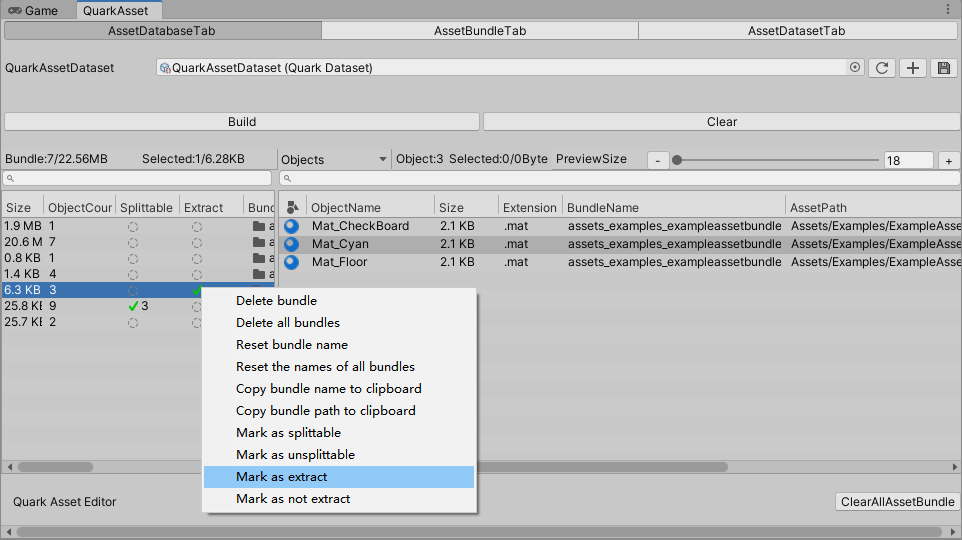 Game QuarkAsset
AssetDatabaseTab AssetBundleTab AssetDatasetTab
QuarkAssetDataset QuarkAssetDataset (Quark Dataset)
Build Clear
Bundle:7/22.56MB Selected:1/6.28KB Objects Object:3 Selected:0/0Byte PreviewSize - 18 +
Size ObjectCour Splittable Extract Bund ObjectName Size Extension BundleName AssetPath
1.9 MB 1 a Mat_CheckBoard 2.1 KB .mat assets_examples_exampleassetbundle Assets/Examples/ExampleAsse
20.6 M 7 a Mat_Cyan 2.1 KB .mat assets_examples_exampleassetbundle Assets/Examples/ExampleAsse
0.8 KB 1 a Mat_Floor 2.1 KB .mat assets_examples_exampleassetbundle Assets/Examples/ExampleAsse
1.4 KB 4 a
6.3 KB 3
25.8 KE 9 3
25.7 KE 2
Delete bundle
Delete all bundles
Reset bundle name
Reset the names of all bundles
Copy bundle name to clipboard
Copy bundle path to clipboard
Mark as splittable
Mark as unsplittable
Mark as extract
Mark as not extract
Quark Asset Editor ClearAllAssetBundle